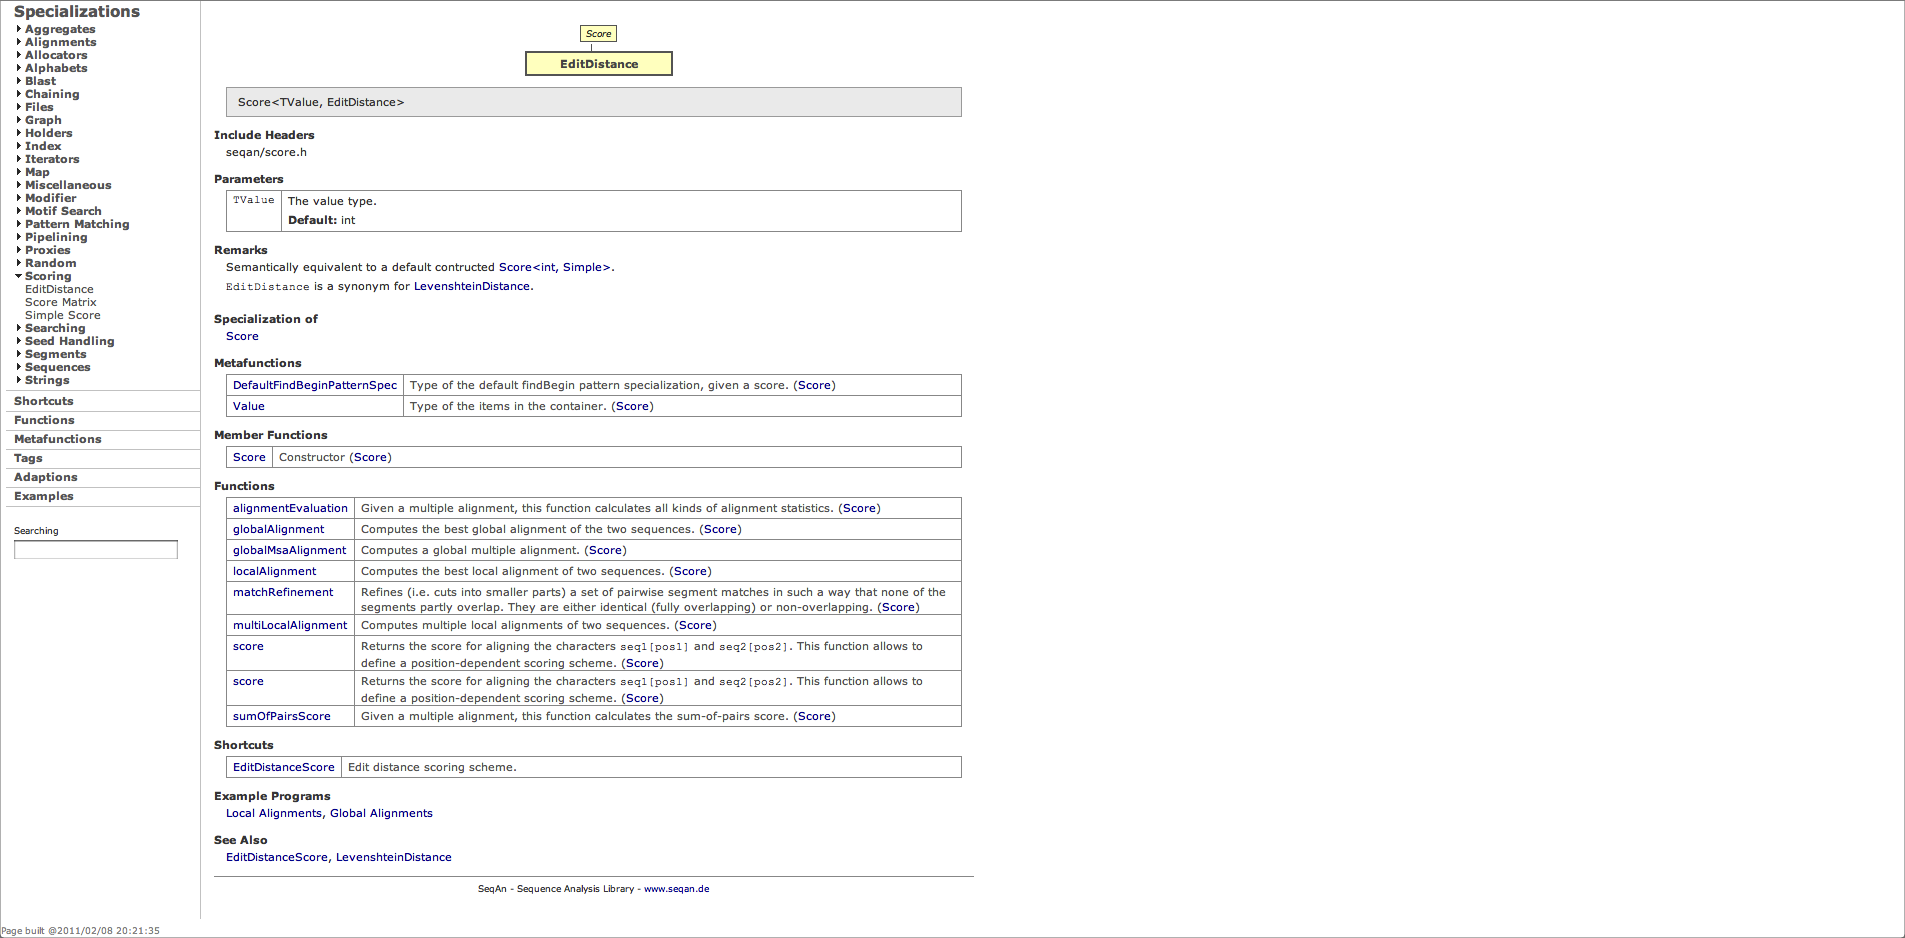 Specializations
Aggregates
Alignments
Allocators
Alphabets
Blast
Chaining
Files
Graph
Holders
Index
Iterators
Map
Miscellaneous
Modifier
Motif Search
Pattern Matching
Pipelining
Proxies
Random
Scoring
EditDistance
Score Matrix
Simple Score
Searching
Seed Handling
Segments
Sequences
Strings
Shortcuts
Functions
Metafunctions
Tags
Adaptions
Examples
Searching
Score
EditDistance
Score<TValue, EditDistance>
Include Headers
seqan/score.h
Parameters
TValue The value type.
Default: int
Remarks
Semantically equivalent to a default contructed Score<int, Simple>.
EditDistance is a synonym for LevenshteinDistance.
Specialization of
Score
Metafunctions
DefaultFindBeginPatternSpec Type of the default findBegin pattern specialization, given a score. (Score)
Value Type of the items in the container. (Score)
Member Functions
Score Constructor (Score)
Functions
alignmentEvaluation Given a multiple alignment, this function calculates all kinds of alignment statistics. (Score)
globalAlignment Computes the best global alignment of the two sequences. (Score)
globalMsaAlignment Computes a global multiple alignment. (Score)
localAlignment Computes the best local alignment of two sequences. (Score)
matchRefinement Refines (i.e. cuts into smaller parts) a set of pairwise segment matches in such a way that none of the
segments partly overlap. They are either identical (fully overlapping) or non-overlapping. (Score)
multiLocalAlignment Computes multiple local alignments of two sequences. (Score)
score Returns the score for aligning the characters seq1[pos1] and seq2[pos2]. This function allows to
define a position-dependent scoring scheme. (Score)
score Returns the score for aligning the characters seq1[pos1] and seq2[pos2]. This function allows to
define a position-dependent scoring scheme. (Score)
sumOfPairsScore Given a multiple alignment, this function calculates the sum-of-pairs score. (Score)
Shortcuts
EditDistanceScore Edit distance scoring scheme.
Example Programs
Local Alignments, Global Alignments
See Also
EditDistanceScore, LevenshteinDistance
SeqAn - Sequence Analysis Library - www.seqan.de
Page built @2011/02/08 20:21:35